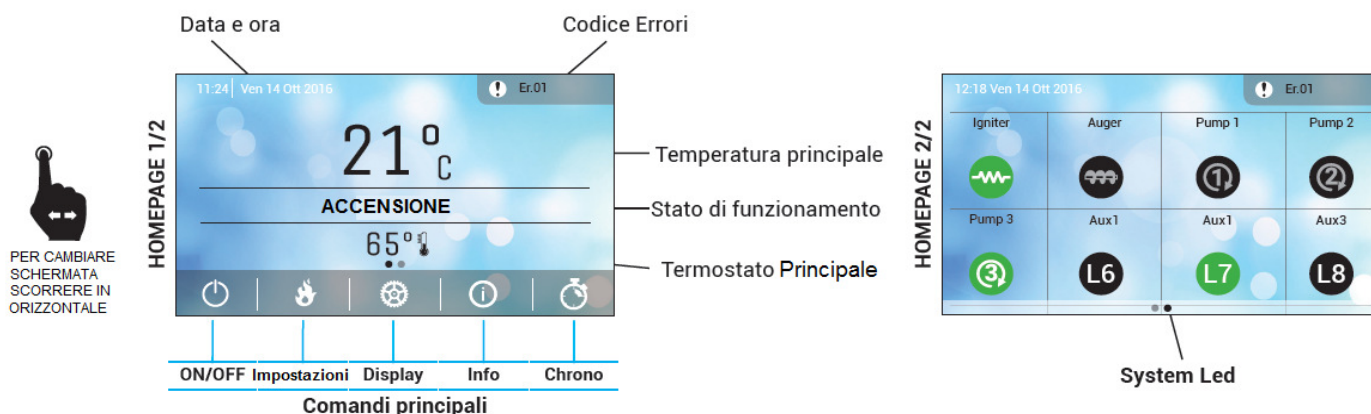 Data e ora
Codice Errori
HOMEPAGE 1/2
11:24 Ven 14 Ott 2016
Er.01
21°C
ACCENSIONE
65°
Temperatura principale
Stato di funzionamento
Termostato Principale
PER CAMBIARE
SCHERMATA
SCORRERE IN
ORIZZONTALE
ON/OFF Impostazioni Display Info Chrono
Comandi principali
HOMEPAGE 2/2
12:18 Ven 14 Ott 2016
Er.01
Igniter Auger Pump 1 Pump 2
1 2
Pump 3 Aux1 Aux1 Aux3
3 L6 L7 L8
System Led